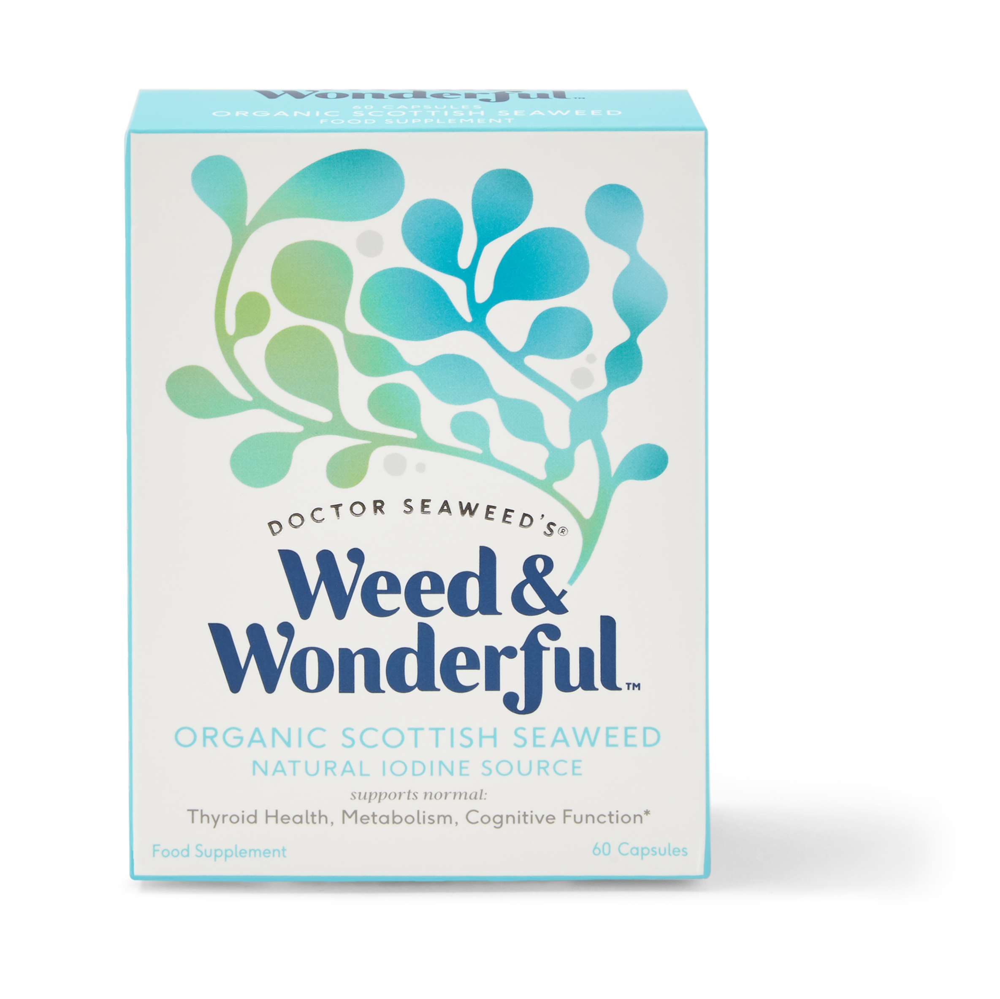 Wonderful™
60 CAPSULES
ORGANIC SCOTTISH SEAWEED
FOOD SUPPLEMENT
DOCTOR SEAWEED'S®
Weed &
Wonderful™
ORGANIC SCOTTISH SEAWEED
NATURAL IODINE SOURCE
supports normal:
Thyroid Health, Metabolism, Cognitive Function*
Food Supplement
60 Capsules